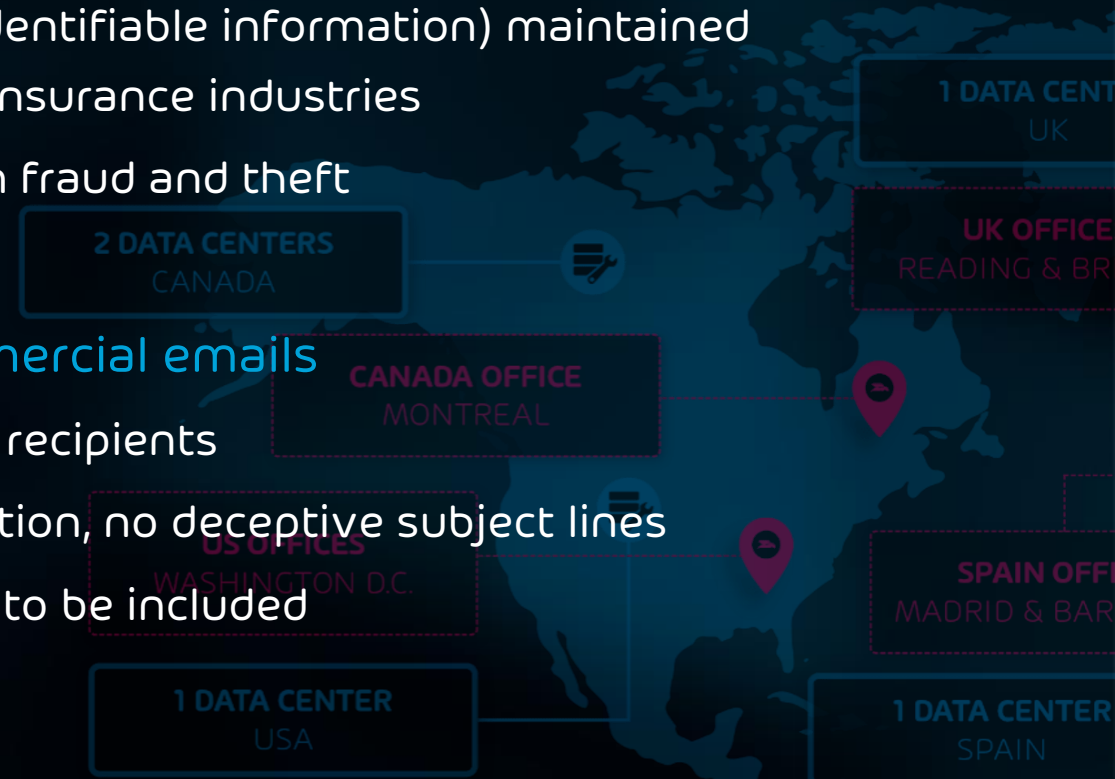 dentifiable information) maintained
nsurance industries
fraud and theft
mercial emails
recipients
tion, no deceptive subject lines
to be included
2 DATA CENTERS
CANADA
CANADA OFFICE
MONTREAL
US OFFICES
WASHINGTON D.C.
1 DATA CENTER
USA
1 DATA CENT
UK
UK OFFICE
READING & BR
SPAIN OFFI
MADRID & BAR
1 DATA CENTER
SPAIN